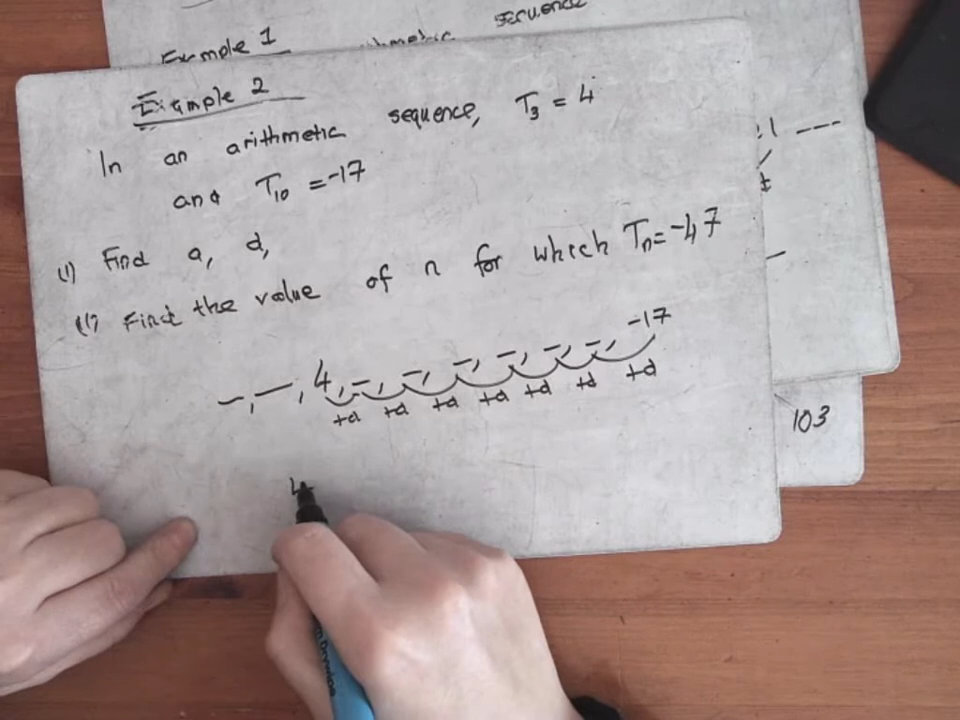 Example 1
sequence
Example 2
In an arithmetic sequence, T3 = 4
and T10 = -17
(i) Find a, d,
(ii) Find the value of n for which Tn=-47
–, –, 4, –, –, –, –, –, –, -17
+d +d +d +d +d +d +d
4
103